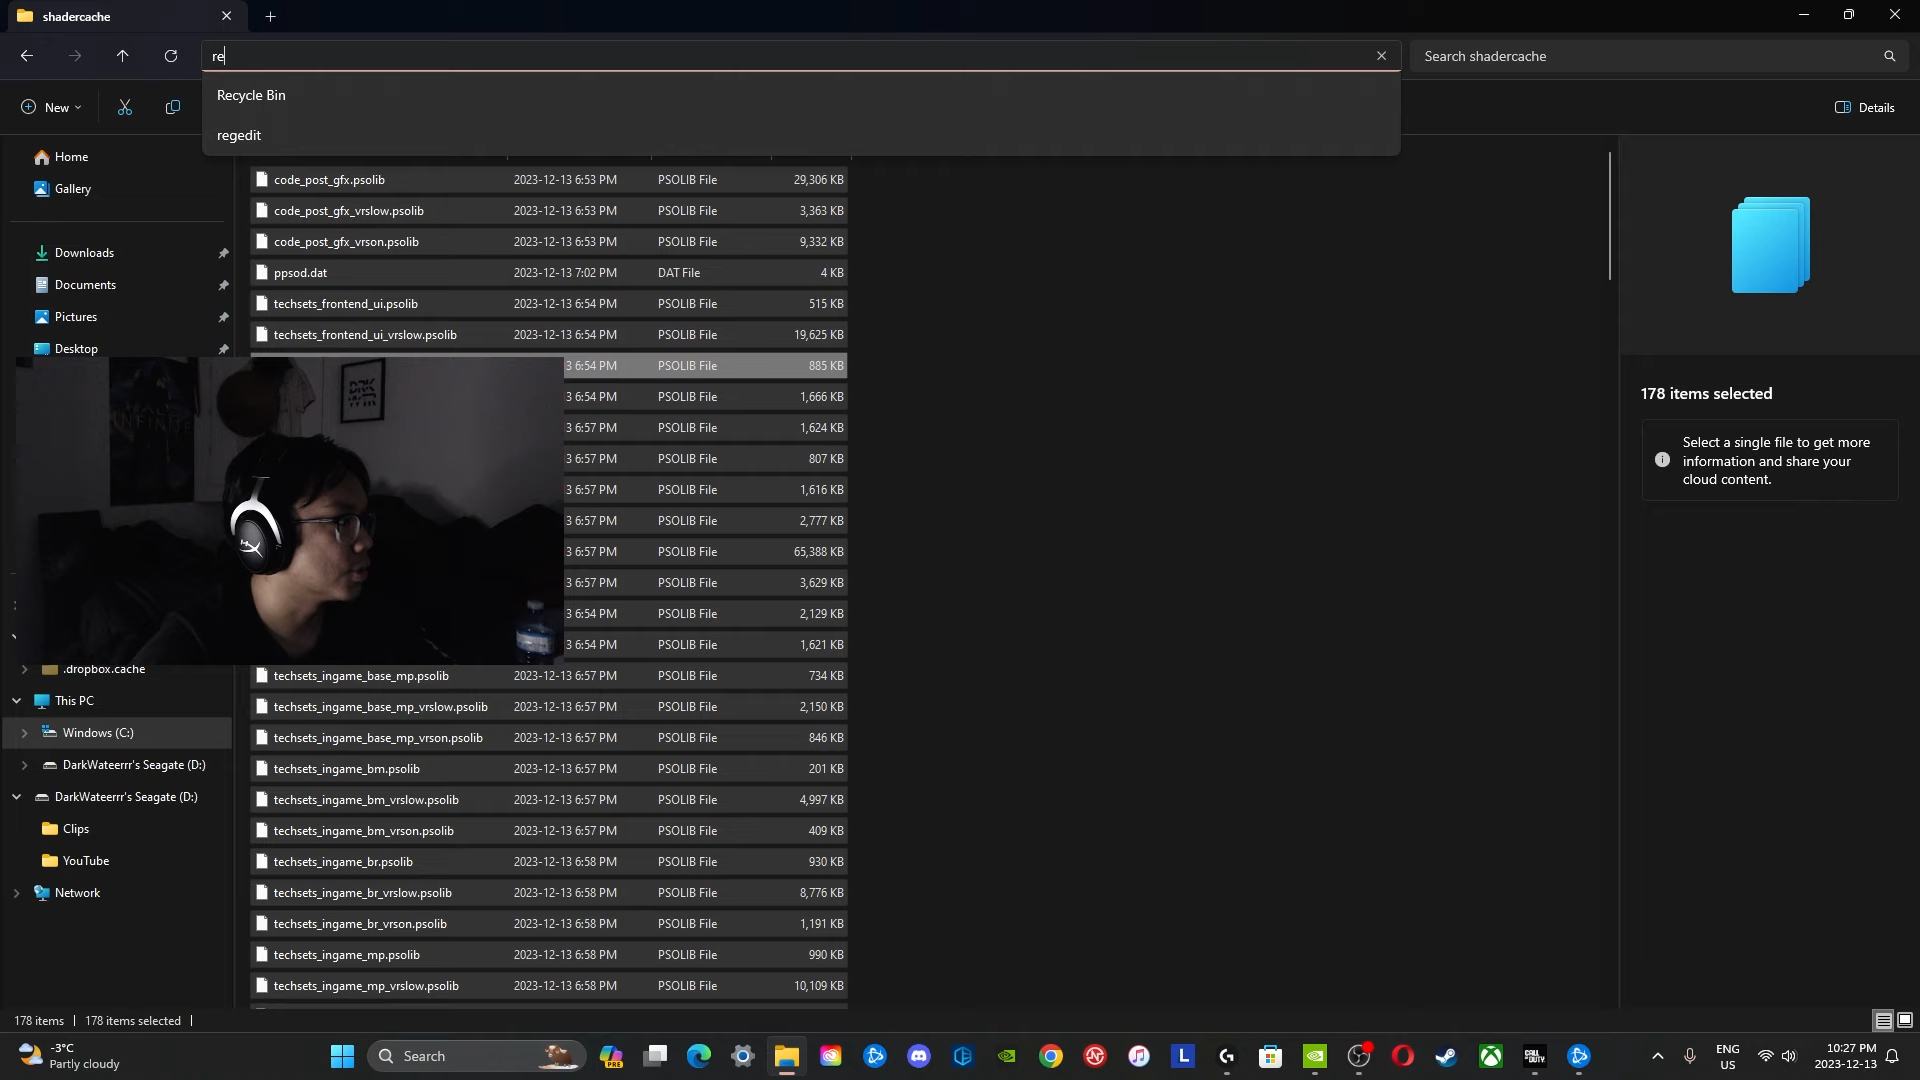 shadercache
re
Search shadercache
Recycle Bin
regedit
New
Details
Home
Gallery
Downloads
Documents
Pictures
Desktop
.dropbox.cache
This PC
Windows (C:)
DarkWateerrr's Seagate (D:)
DarkWateerrr's Seagate (D:)
Clips
YouTube
Network
code_post_gfx.psolib 2023-12-13 6:53 PM PSOLIB File 29,306 KB
code_post_gfx_vrslow.psolib 2023-12-13 6:53 PM PSOLIB File 3,363 KB
code_post_gfx_vrson.psolib 2023-12-13 6:53 PM PSOLIB File 9,332 KB
ppsod.dat 2023-12-13 7:02 PM DAT File 4 KB
techsets_frontend_ui.psolib 2023-12-13 6:54 PM PSOLIB File 515 KB
techsets_frontend_ui_vrslow.psolib 2023-12-13 6:54 PM PSOLIB File 19,625 KB
3 6:54 PM PSOLIB File 885 KB
3 6:54 PM PSOLIB File 1,666 KB
3 6:57 PM PSOLIB File 1,624 KB
3 6:57 PM PSOLIB File 807 KB
3 6:57 PM PSOLIB File 1,616 KB
3 6:57 PM PSOLIB File 2,777 KB
3 6:57 PM PSOLIB File 65,388 KB
3 6:57 PM PSOLIB File 3,629 KB
3 6:54 PM PSOLIB File 2,129 KB
3 6:54 PM PSOLIB File 1,621 KB
techsets_ingame_base_mp.psolib 2023-12-13 6:57 PM PSOLIB File 734 KB
techsets_ingame_base_mp_vrslow.psolib 2023-12-13 6:57 PM PSOLIB File 2,150 KB
techsets_ingame_base_mp_vrson.psolib 2023-12-13 6:57 PM PSOLIB File 846 KB
techsets_ingame_bm.psolib 2023-12-13 6:57 PM PSOLIB File 201 KB
techsets_ingame_bm_vrslow.psolib 2023-12-13 6:57 PM PSOLIB File 4,997 KB
techsets_ingame_bm_vrson.psolib 2023-12-13 6:57 PM PSOLIB File 409 KB
techsets_ingame_br.psolib 2023-12-13 6:58 PM PSOLIB File 930 KB
techsets_ingame_br_vrslow.psolib 2023-12-13 6:58 PM PSOLIB File 8,776 KB
techsets_ingame_br_vrson.psolib 2023-12-13 6:58 PM PSOLIB File 1,191 KB
techsets_ingame_mp.psolib 2023-12-13 6:58 PM PSOLIB File 990 KB
techsets_ingame_mp_vrslow.psolib 2023-12-13 6:58 PM PSOLIB File 10,109 KB
178 items selected
Select a single file to get more
information and share your
cloud content.
178 items | 178 items selected |
-3°C
Partly cloudy
Search
PRE
ENG
US
10:27 PM
2023-12-13